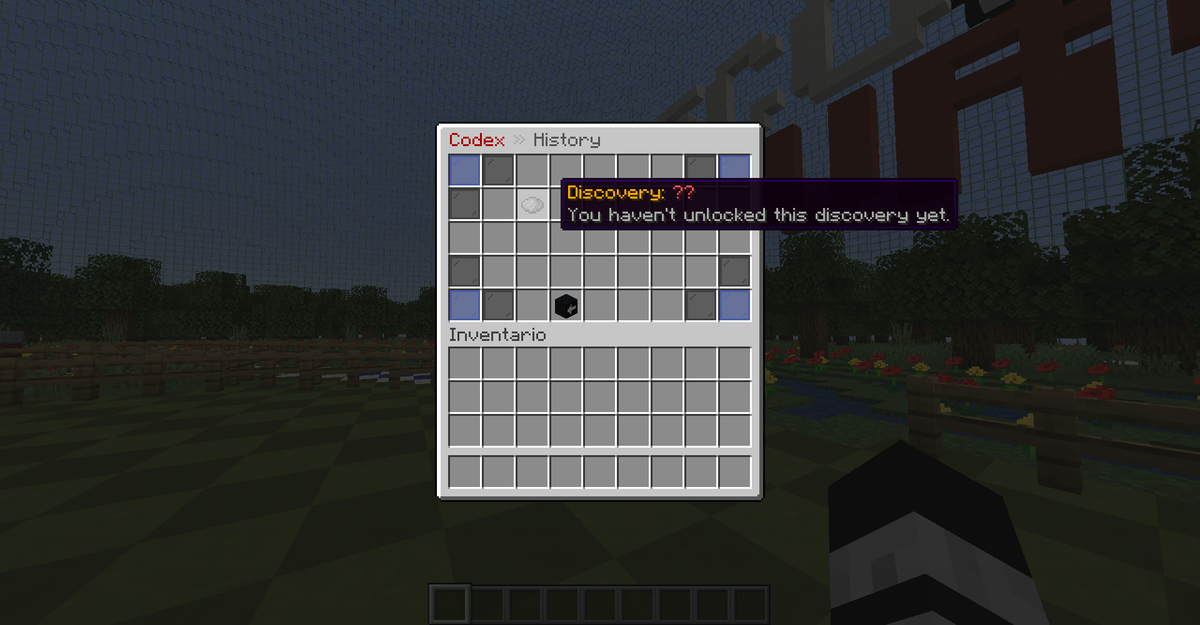 Codex » History
Discovery: ??
You haven't unlocked this discovery yet.
Inventario